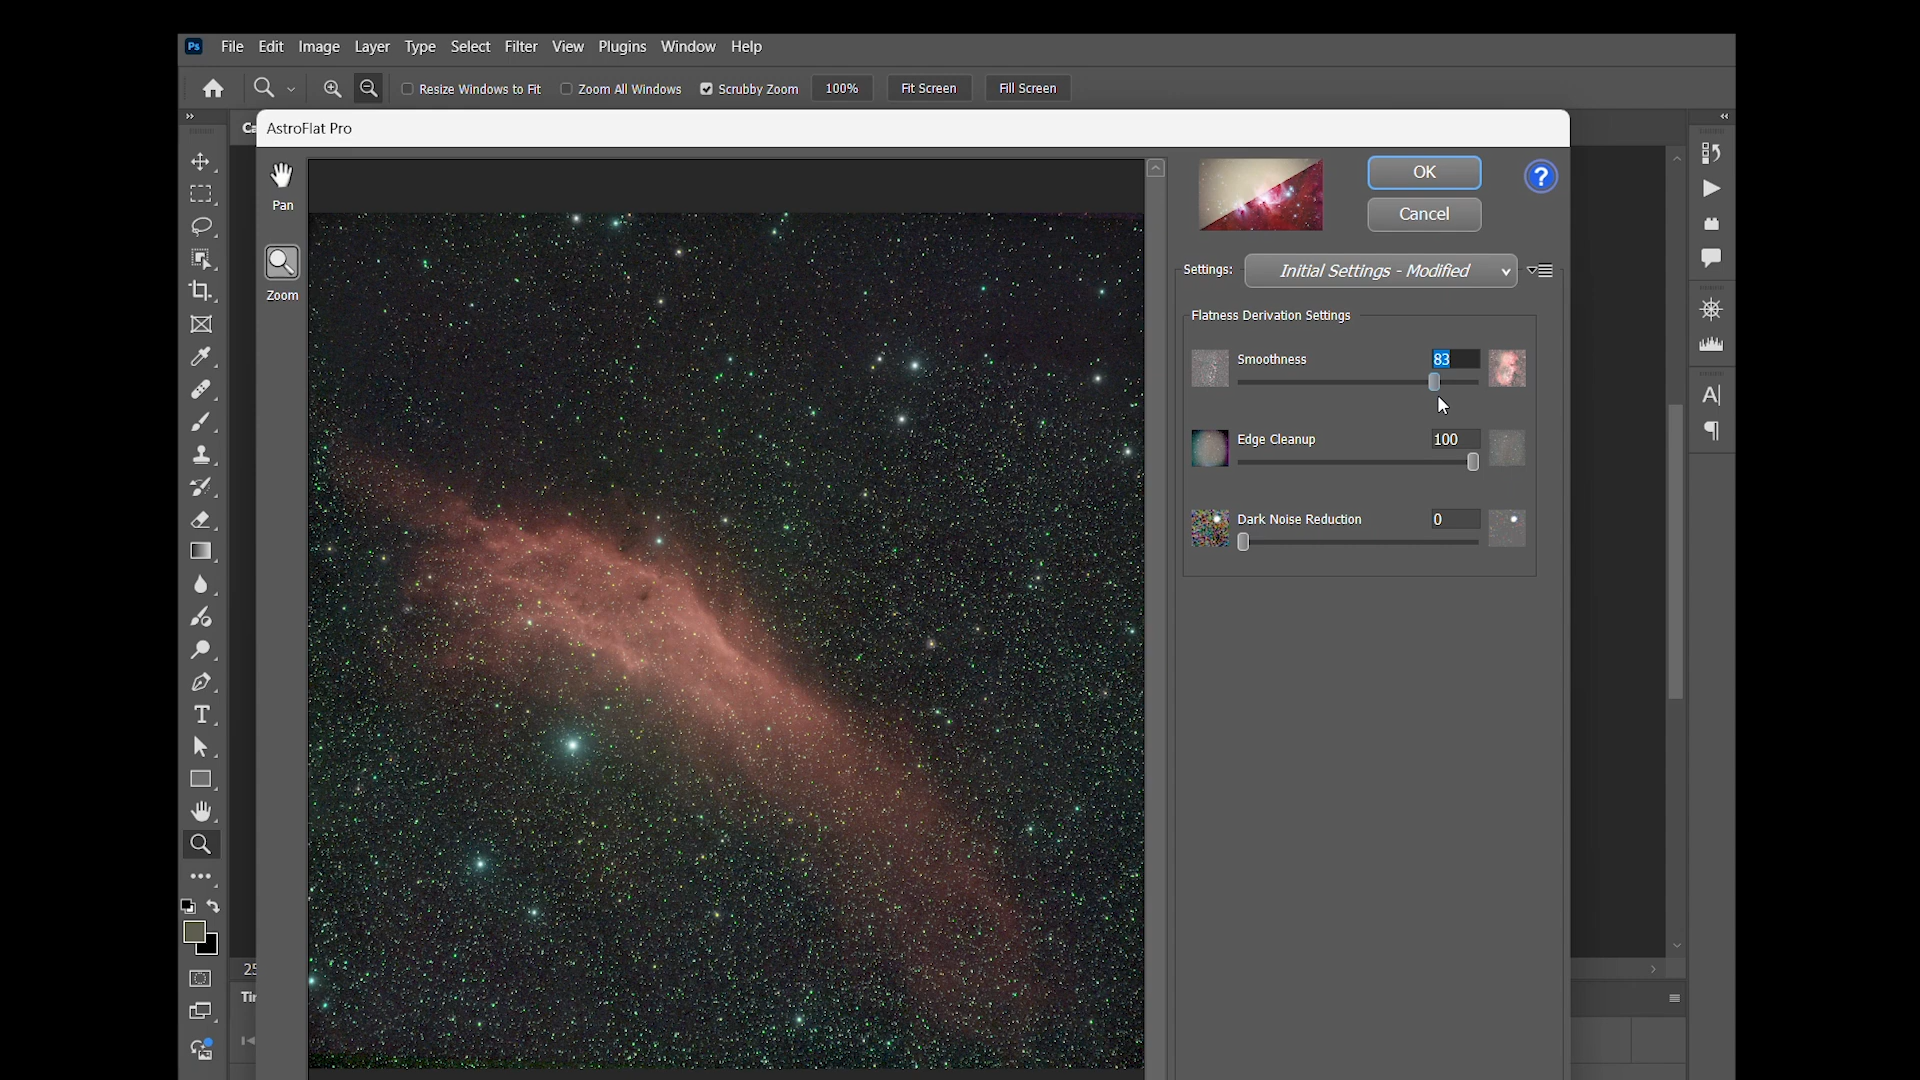 Ps File Edit Image Layer Type Select Filter View Plugins Window Help
Resize Windows to Fit Zoom All Windows Scrubby Zoom 100% Fit Screen Fill Screen
AstroFlat Pro
Pan
Zoom
OK
?
Cancel
Settings: Initial Settings - Modified
Flatness Derivation Settings
Smoothness 83
Edge Cleanup 100
Dark Noise Reduction 0